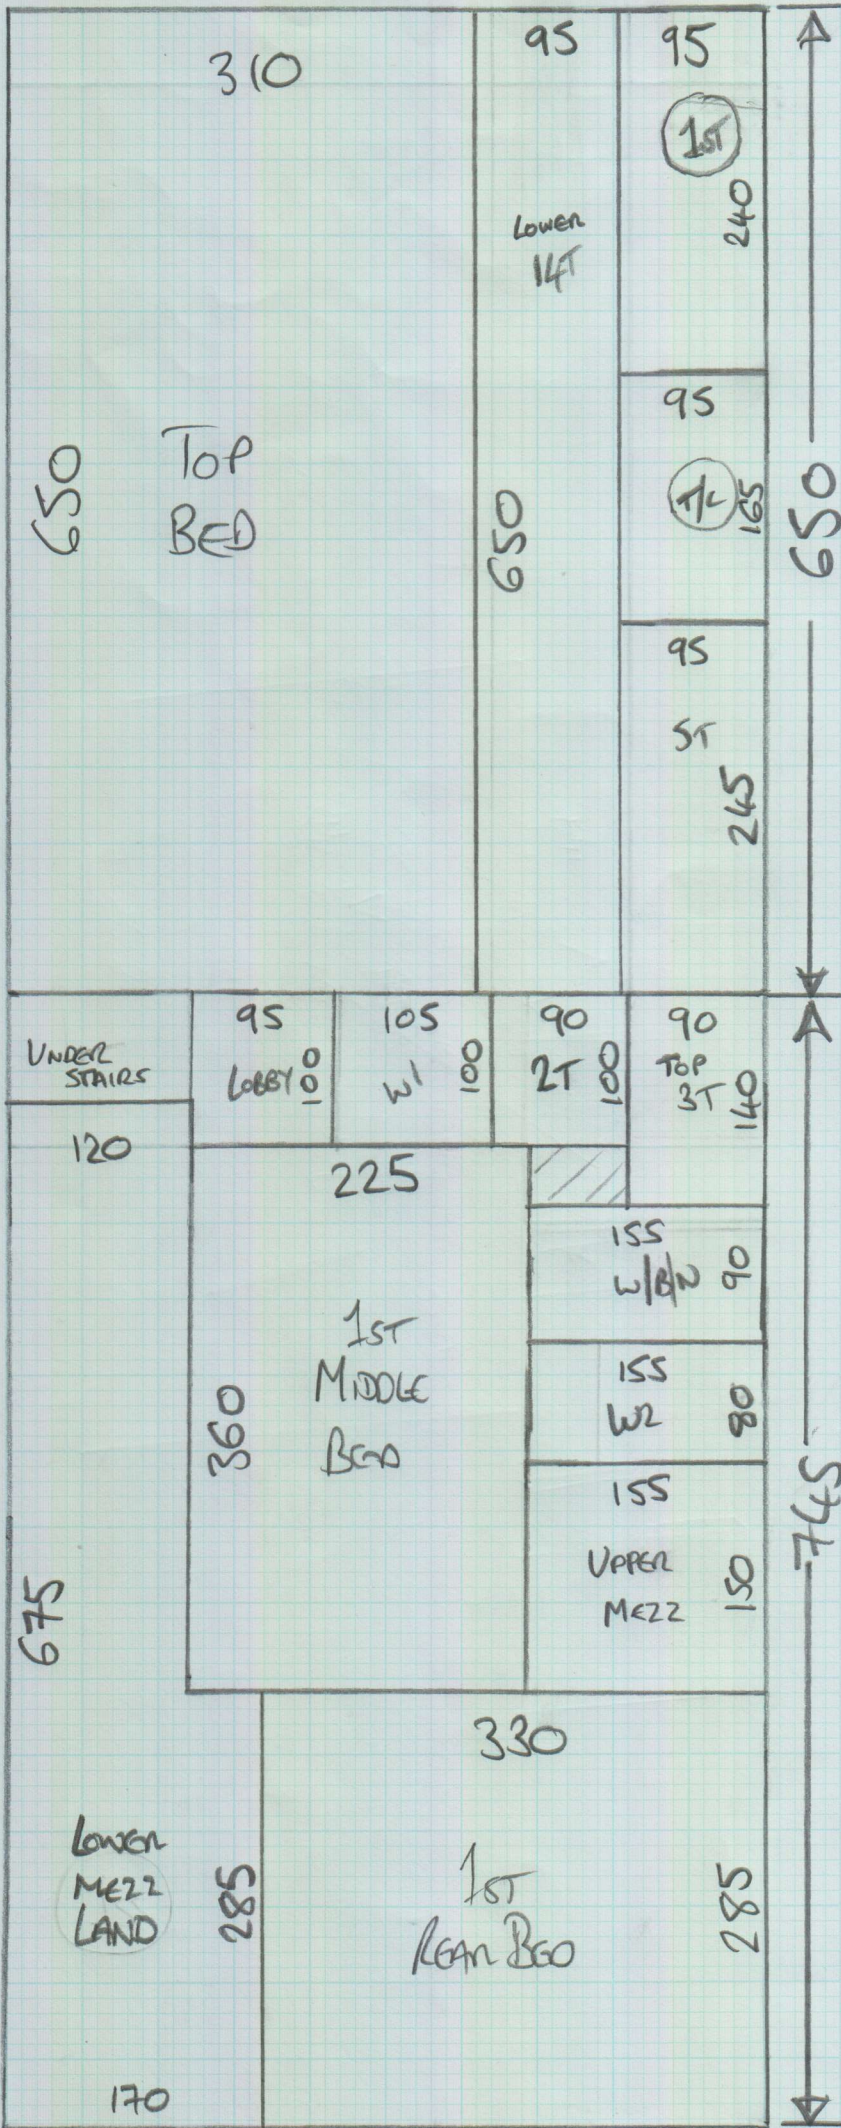 310
95
95
1ST
240
LOWER
14T
95
T/L
165
650
TOP
BED
650
650
95
ST
245
UNDER
STAIRS
95
LOBBY
100
105
W1
100
90
2T
100
90
TOP
3T
140
120
225
155
W/B/N
90
1ST
MIDDLE
BED
360
155
W2
80
155
UPPER
MEZZ
150
745
675
330
LOWER
MEZZ
LAND
285
1ST
REAR BED
285
170